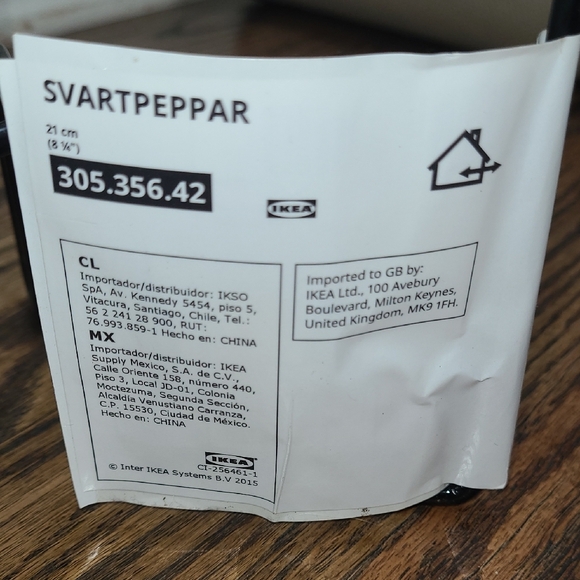 SVARTPEPPAR
21 cm
(8 ¼")
305.356.42
IKEA
CL
Importador/distribuidor: IKSO
SpA, Av. Kennedy 5454, piso 5,
Vitacura, Santiago, Chile, Tel.:
56 2 241 28 900, RUT:
76.993.859-1 Hecho en: CHINA
MX
Importador/distribuidor: IKEA
Supply Mexico, S.A. de C.V.,
Calle Oriente 158, número 440,
Piso 3, Local JD-01, Colonia
Moctezuma, Segunda Sección,
Alcaldía Venustiano Carranza,
C.P. 15530, Ciudad de México.
Hecho en: CHINA
IKEA
CI-256461-1
© Inter IKEA Systems B.V 2015
Imported to GB by:
IKEA Ltd., 100 Avebury
Boulevard, Milton Keynes,
United Kingdom, MK9 1FH.